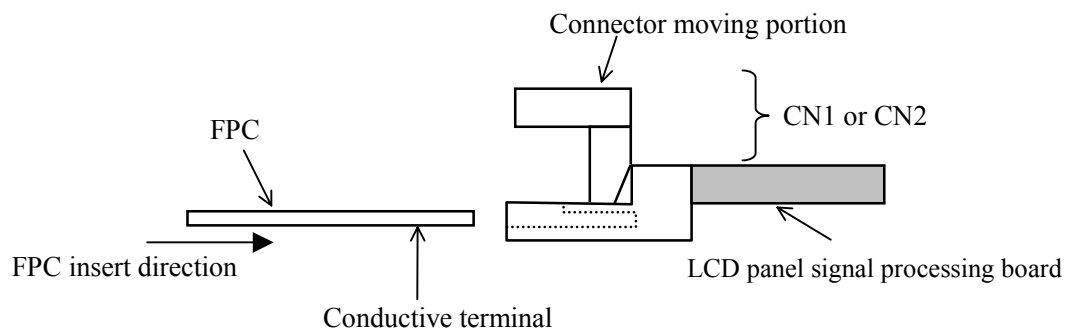 Connector moving portion
CN1 or CN2
FPC
FPC insert direction
LCD panel signal processing board
Conductive terminal